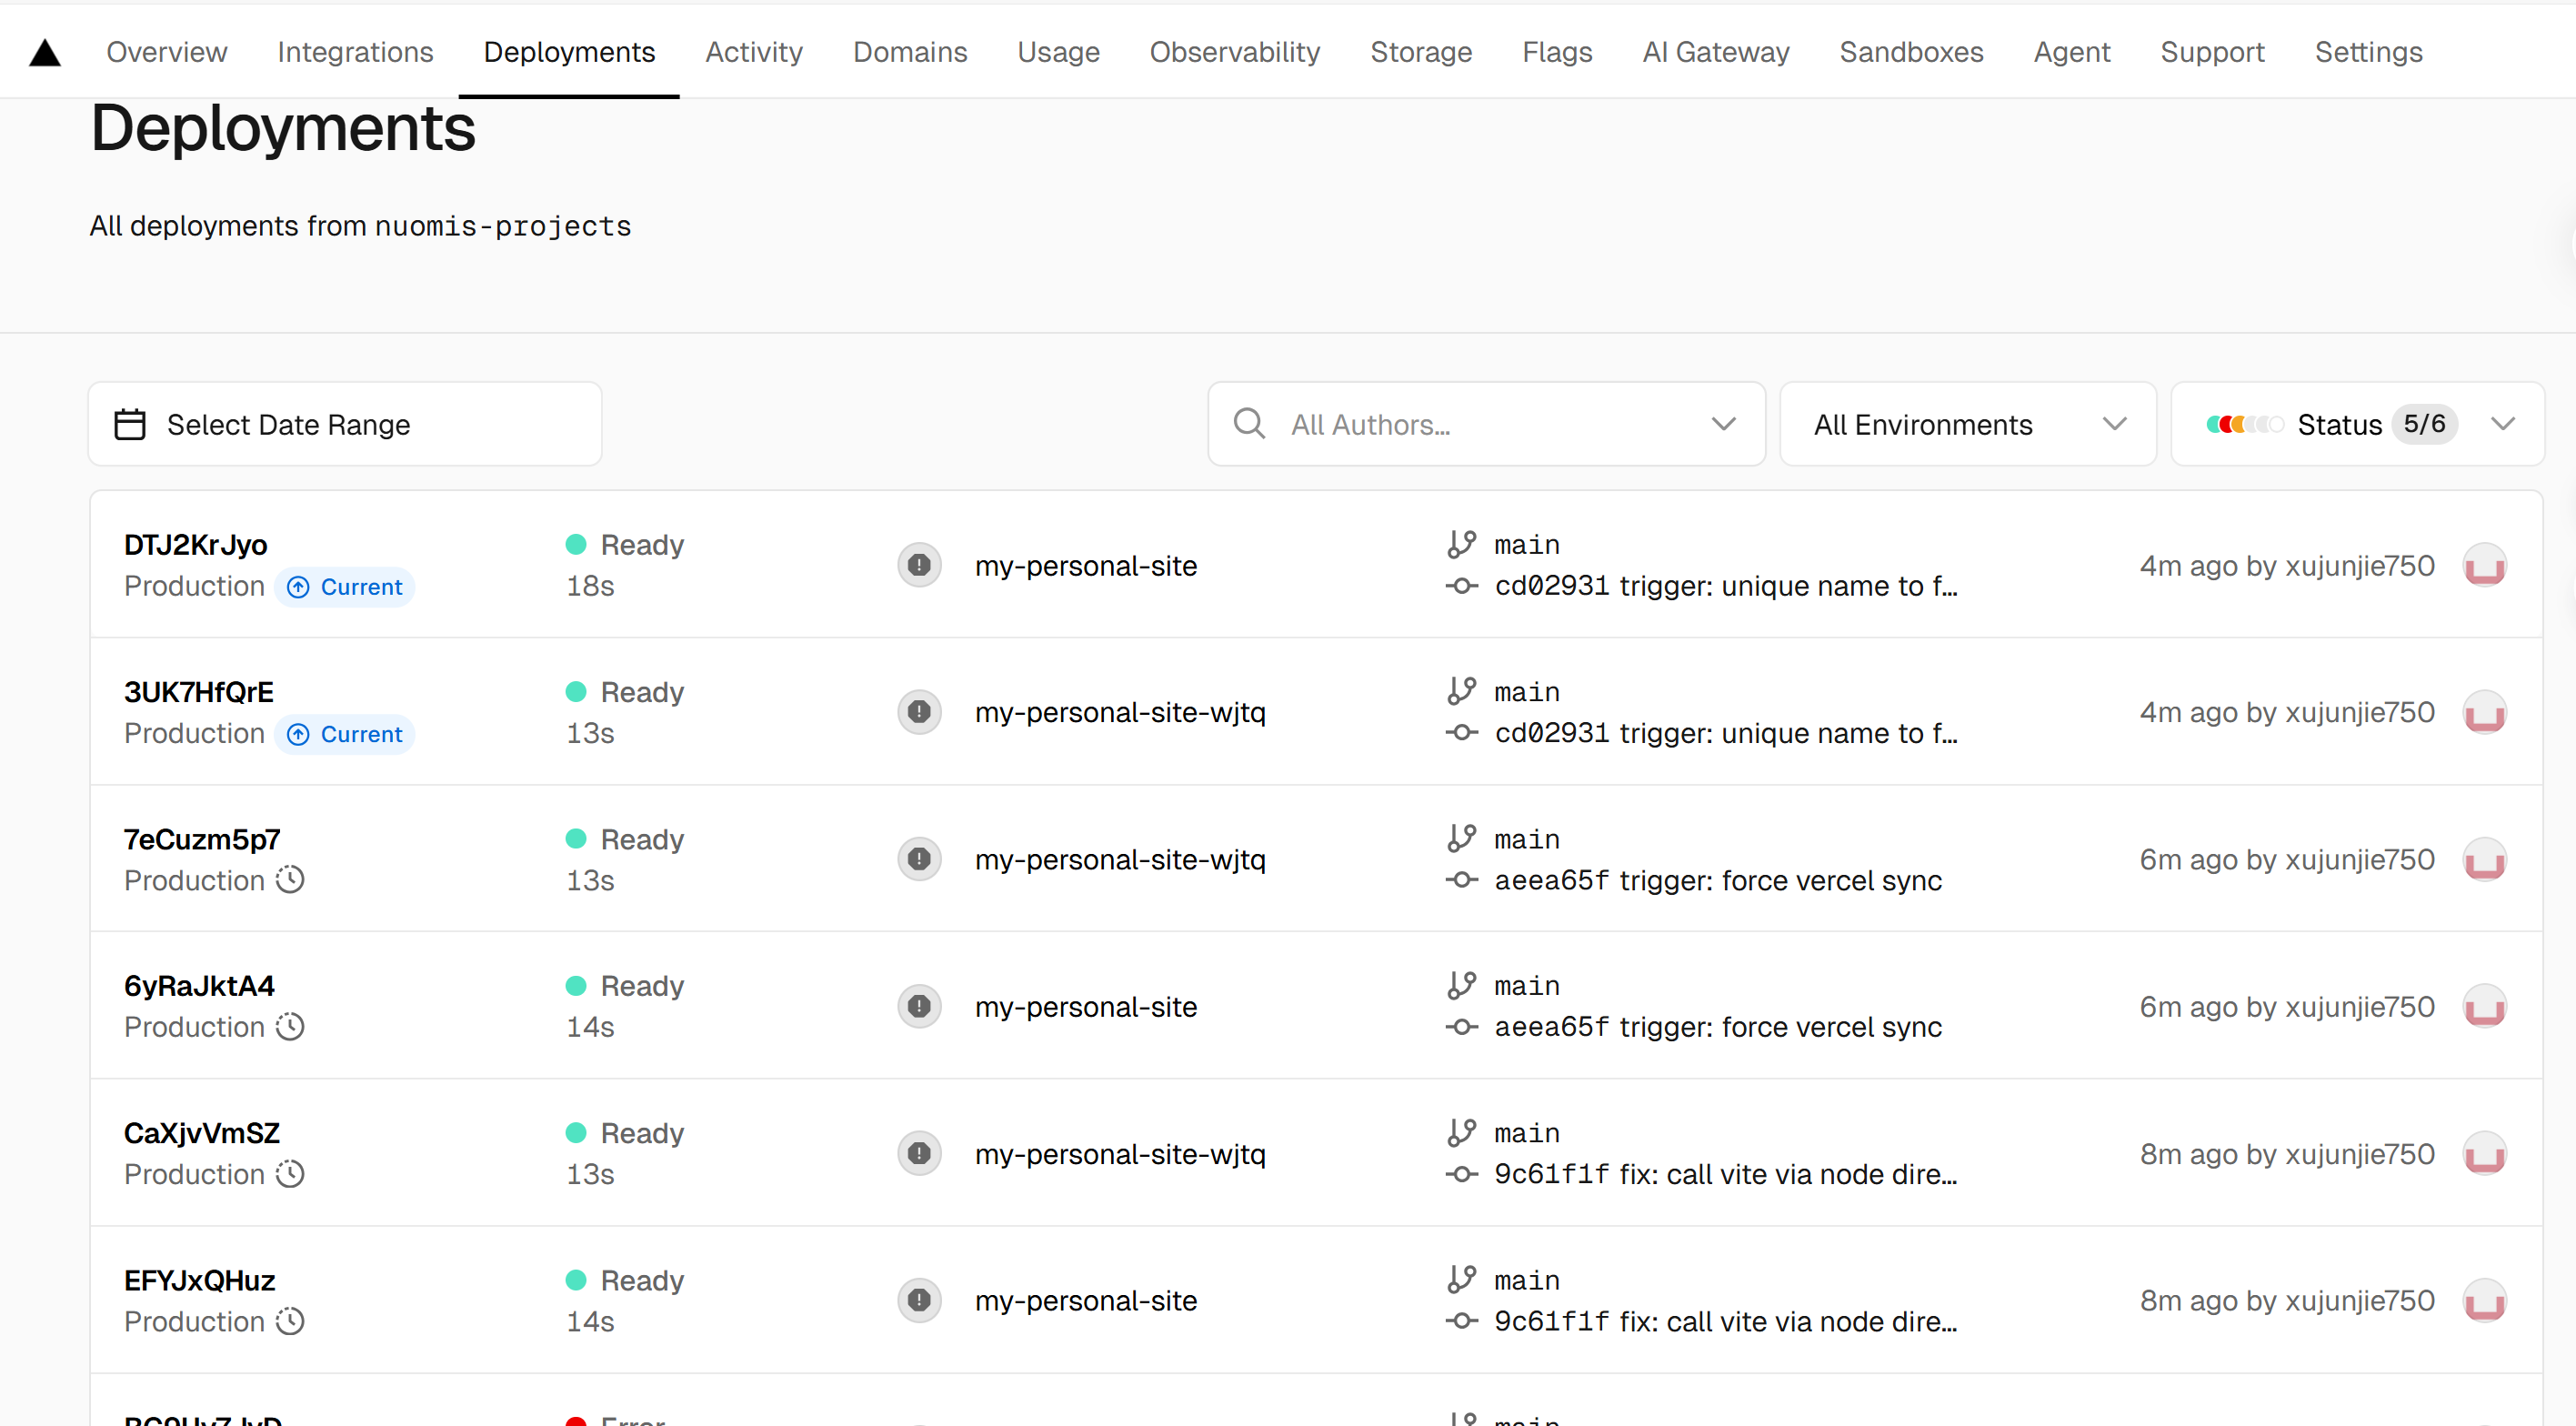 Overview Integrations Deployments Activity Domains Usage Observability Storage Flags AI Gateway Sandboxes Agent Support Settings
Deployments
All deployments from nuomis-projects
Select Date Range
All Authors...
All Environments
Status 5/6
DTJ2KrJyo
Production Current
Ready
18s
my-personal-site
main
cd02931 trigger: unique name to f...
4m ago by xujunjie750
3UK7HfQrE
Production Current
Ready
13s
my-personal-site-wjtq
main
cd02931 trigger: unique name to f...
4m ago by xujunjie750
7eCuzm5p7
Production
Ready
13s
my-personal-site-wjtq
main
aeea65f trigger: force vercel sync
6m ago by xujunjie750
6yRaJktA4
Production
Ready
14s
my-personal-site
main
aeea65f trigger: force vercel sync
6m ago by xujunjie750
CaXjvVmSZ
Production
Ready
13s
my-personal-site-wjtq
main
9c61f1f fix: call vite via node dire...
8m ago by xujunjie750
EFYJxQHuz
Production
Ready
14s
my-personal-site
main
9c61f1f fix: call vite via node dire...
8m ago by xujunjie750
Error
main